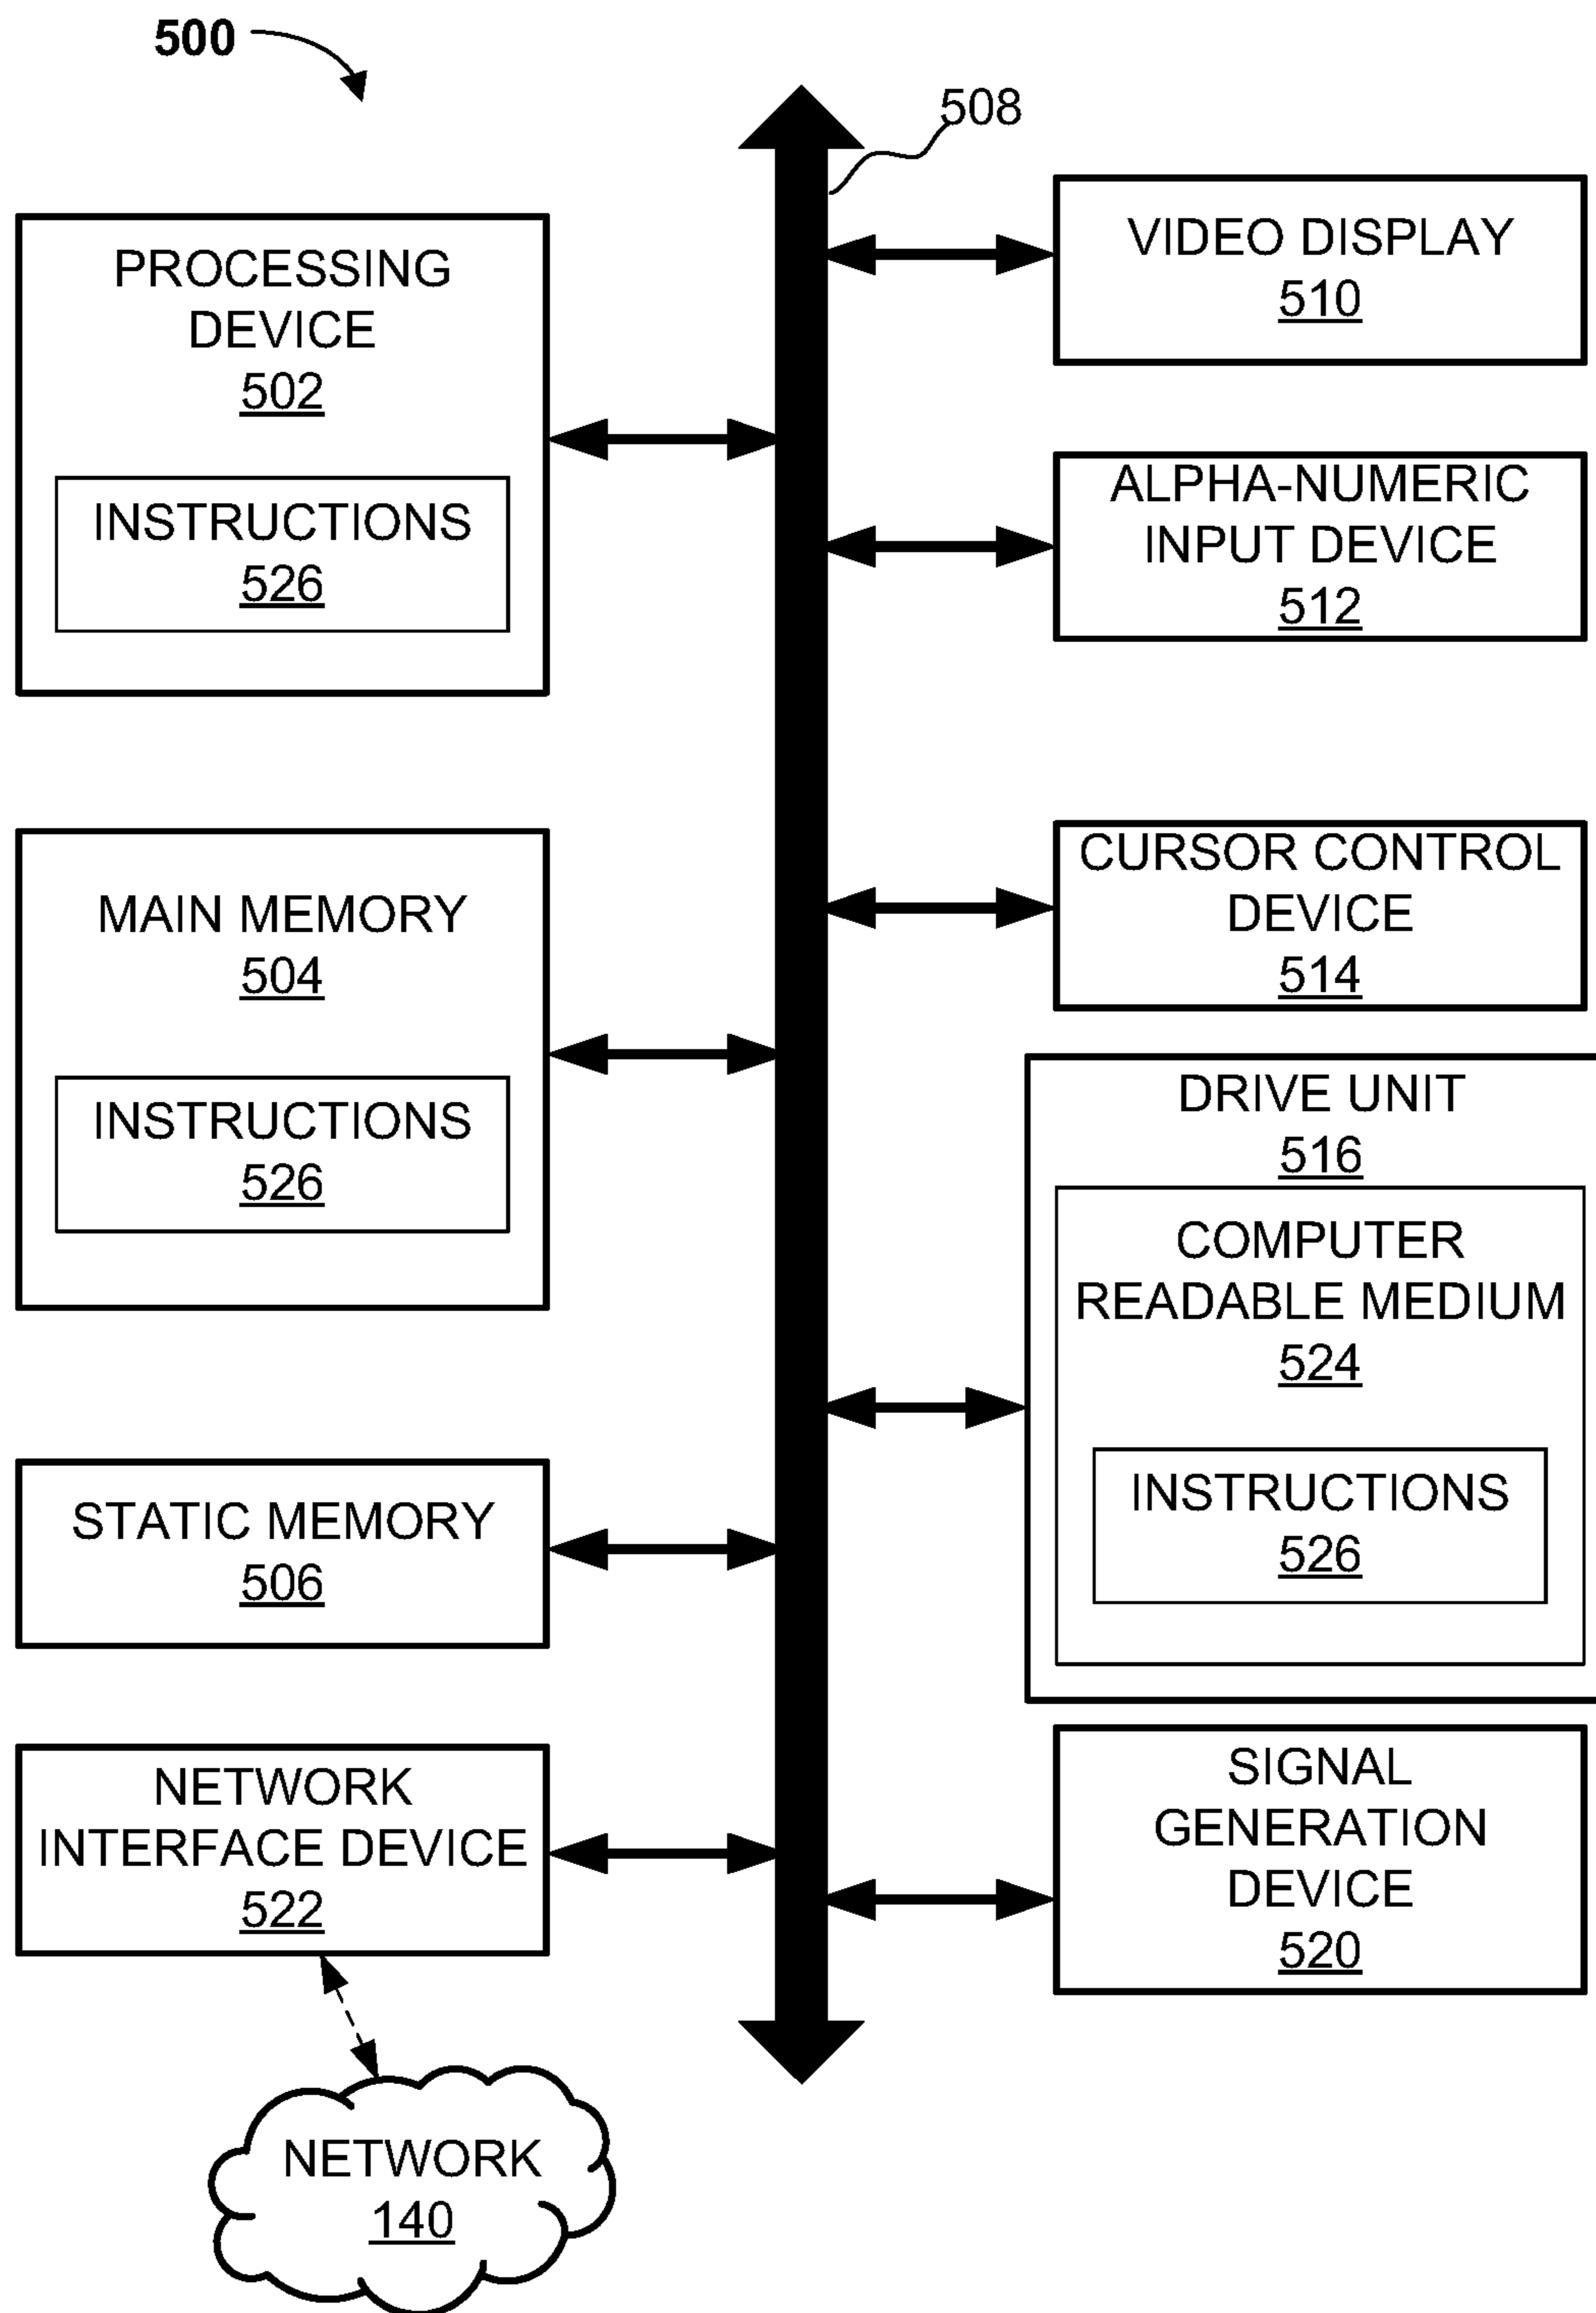 500
508
PROCESSING
DEVICE
502
INSTRUCTIONS
526
MAIN MEMORY
504
INSTRUCTIONS
526
STATIC MEMORY
506
NETWORK
INTERFACE DEVICE
522
NETWORK
140
VIDEO DISPLAY
510
ALPHA-NUMERIC
INPUT DEVICE
512
CURSOR CONTROL
DEVICE
514
DRIVE UNIT
516
COMPUTER
READABLE MEDIUM
524
INSTRUCTIONS
526
SIGNAL
GENERATION
DEVICE
520